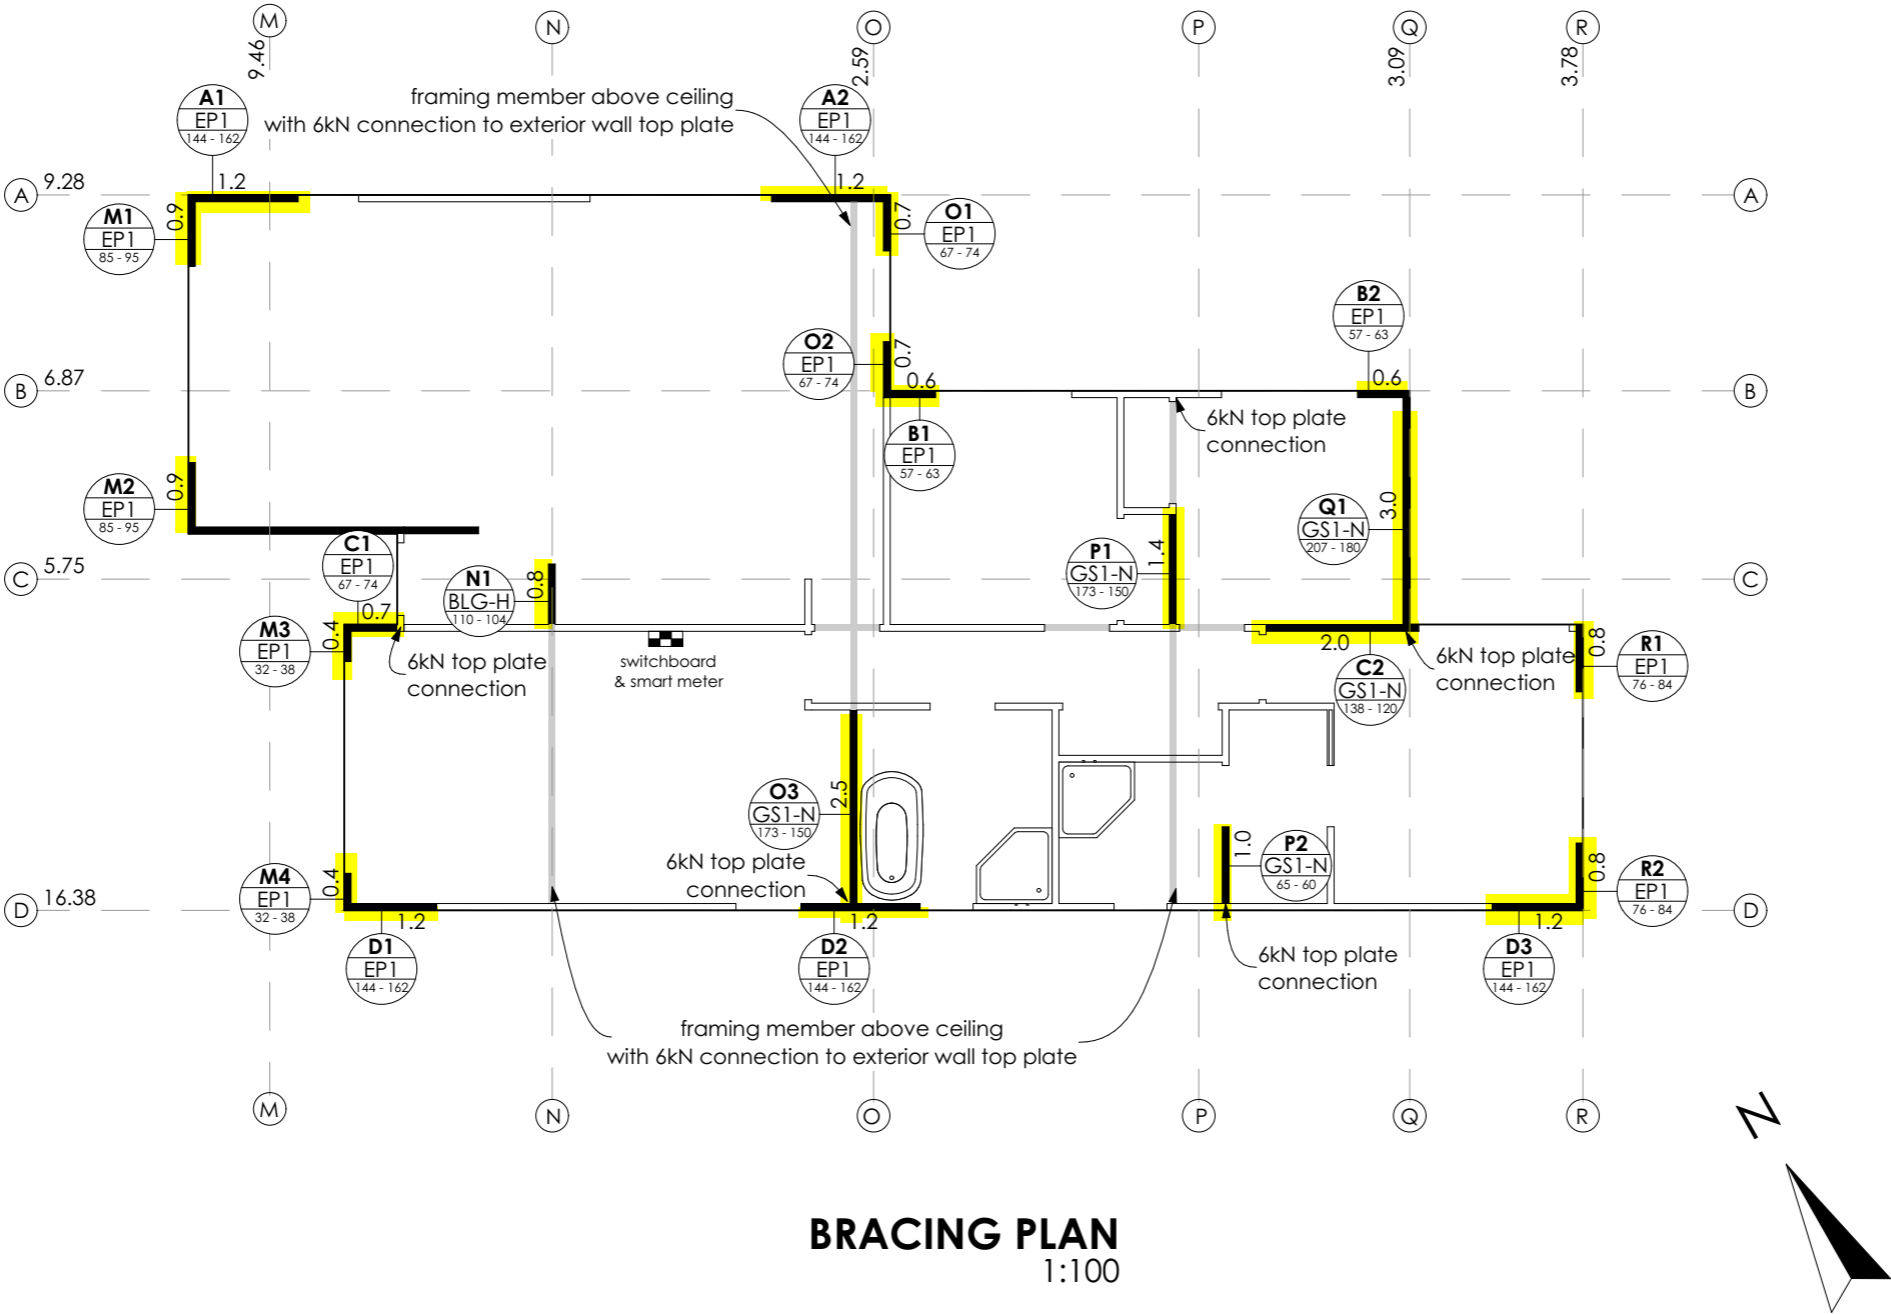 M
N
O
P
Q
R
9.46
2.59
3.09
3.78
A1
EP1
144 - 162
framing member above ceiling
with 6kN connection to exterior wall top plate
A2
EP1
144 - 162
A
9.28
1.2
1.2
A
M1
EP1
85 - 95
0.9
0.7
O1
EP1
67 - 74
B2
EP1
57 - 63
O2
EP1
67 - 74
0.7
0.6
0.6
B
6.87
B
6kN top plate
connection
B1
EP1
57 - 63
M2
EP1
85 - 95
0.9
Q1
GS1-N
207 - 180
3.0
C1
EP1
67 - 74
P1
GS1-N
173 - 150
1.4
C
5.75
N1
BLG-H
110 - 104
0.8
C
0.7
M3
EP1
32 - 38
0.4
6kN top plate
connection
switchboard
& smart meter
2.0
C2
GS1-N
138 - 120
6kN top plate
connection
0.8
R1
EP1
76 - 84
O3
GS1-N
173 - 150
2.5
6kN top plate
connection
1.0
P2
GS1-N
65 - 60
M4
EP1
32 - 38
0.4
0.8
R2
EP1
76 - 84
D
16.38
1.2
1.2
1.2
D
D1
EP1
144 - 162
D2
EP1
144 - 162
6kN top plate
connection
D3
EP1
144 - 162
framing member above ceiling
with 6kN connection to exterior wall top plate
M
N
O
P
Q
R
N
BRACING PLAN
1:100